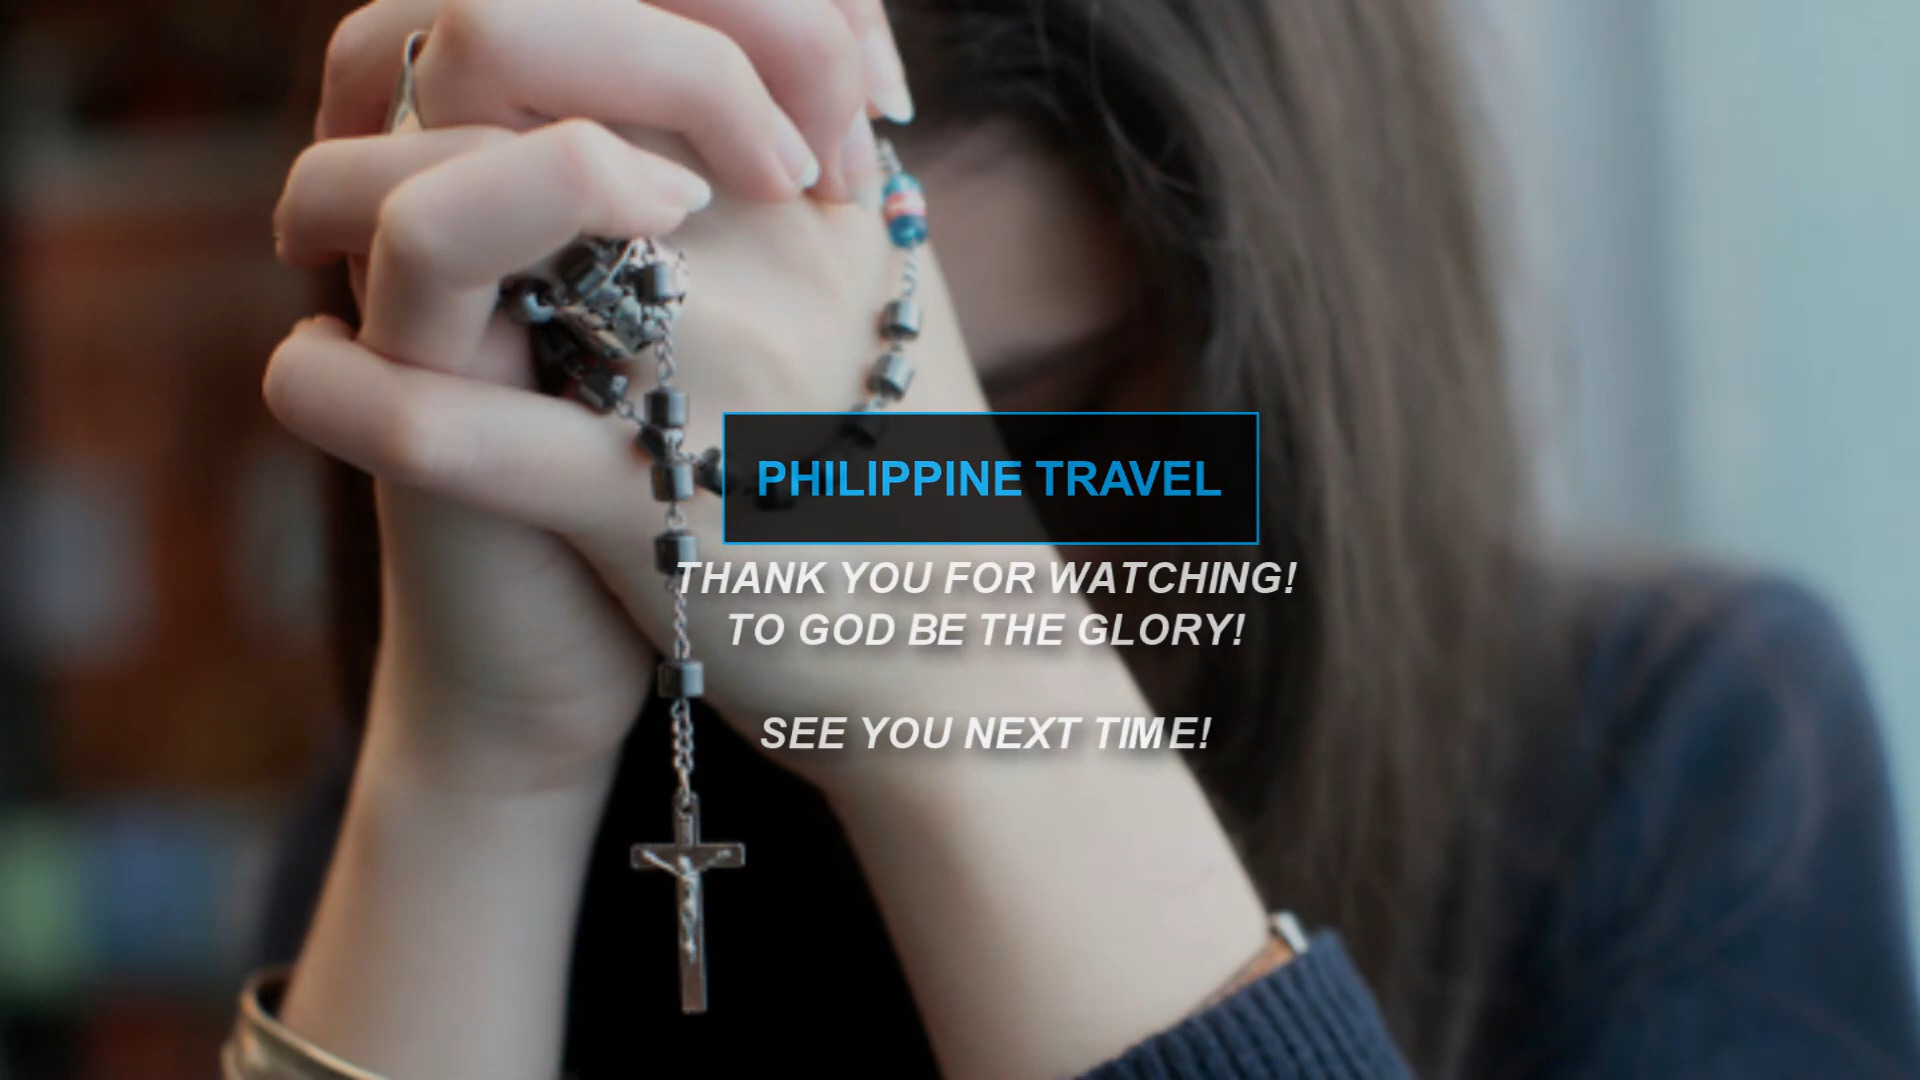 PHILIPPINE TRAVEL
THANK YOU FOR WATCHING!
TO GOD BE THE GLORY!
SEE YOU NEXT TIME!